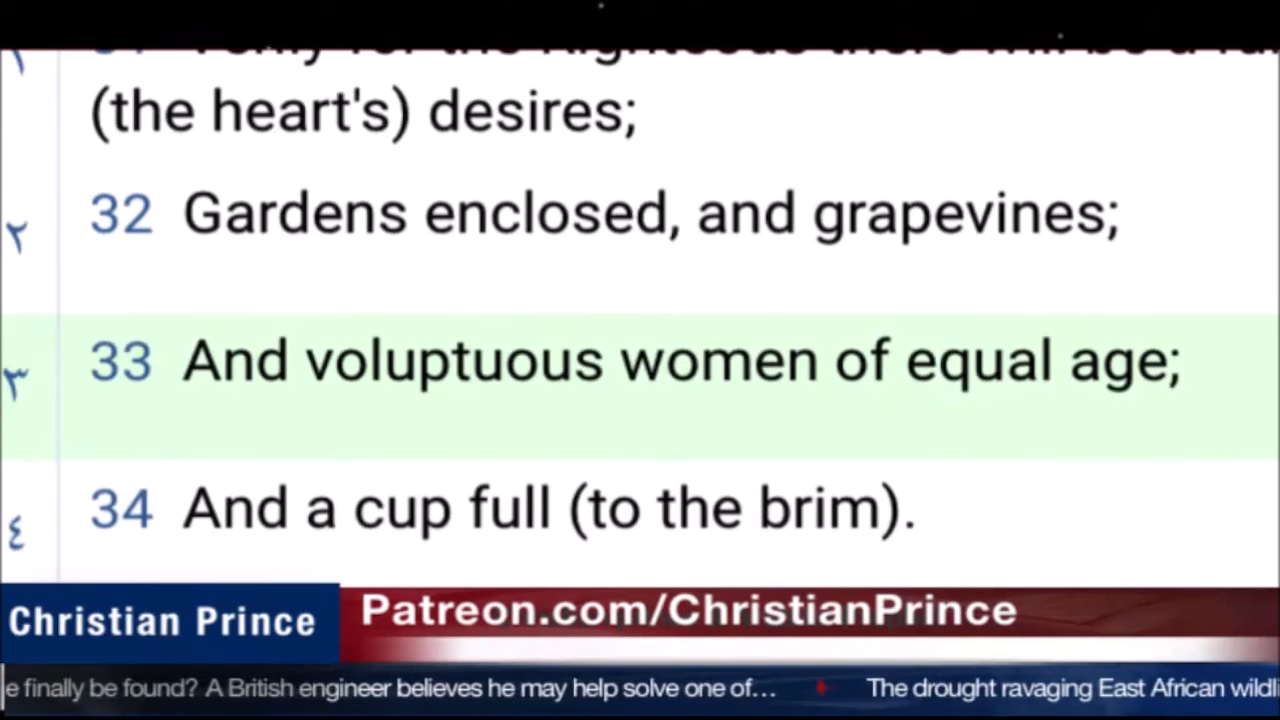 (the heart's) desires;
٢
32 Gardens enclosed, and grapevines;
٣
33 And voluptuous women of equal age;
٤
34 And a cup full (to the brim).
Christian Prince
Patreon.com/ChristianPrince
e finally be found? A British engineer believes he may help solve one of... The drought ravaging East African wildli